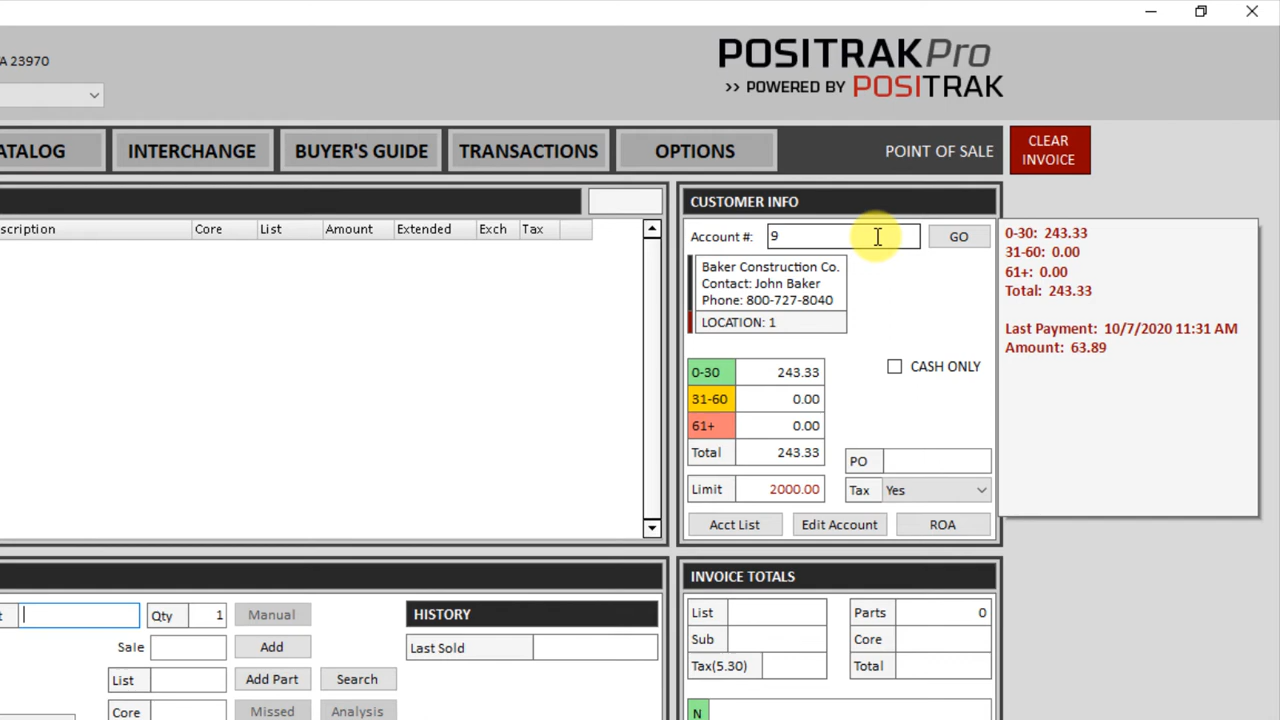 A 23970
POSITRAKPro
>> POWERED BY POSITRAK
ATALOG
INTERCHANGE
BUYER'S GUIDE
TRANSACTIONS
OPTIONS
POINT OF SALE
CLEAR
INVOICE
CUSTOMER INFO
scription
Core
List
Amount
Extended
Exch
Tax
Account #:
9
GO
Baker Construction Co.
Contact: John Baker
Phone: 800-727-8040
LOCATION: 1
0-30: 243.33
31-60: 0.00
61+: 0.00
Total: 243.33
Last Payment: 10/7/2020 11:31 AM
Amount: 63.89
0-30 243.33
31-60 0.00
61+ 0.00
Total 243.33
Limit 2000.00
CASH ONLY
PO
Tax Yes
Acct List
Edit Account
ROA
t
Qty 1
Manual
Sale
Add
List
Add Part
Search
Core
Missed
Analysis
HISTORY
Last Sold
INVOICE TOTALS
List
Parts 0
Sub
Core
Tax(5.30)
Total
N